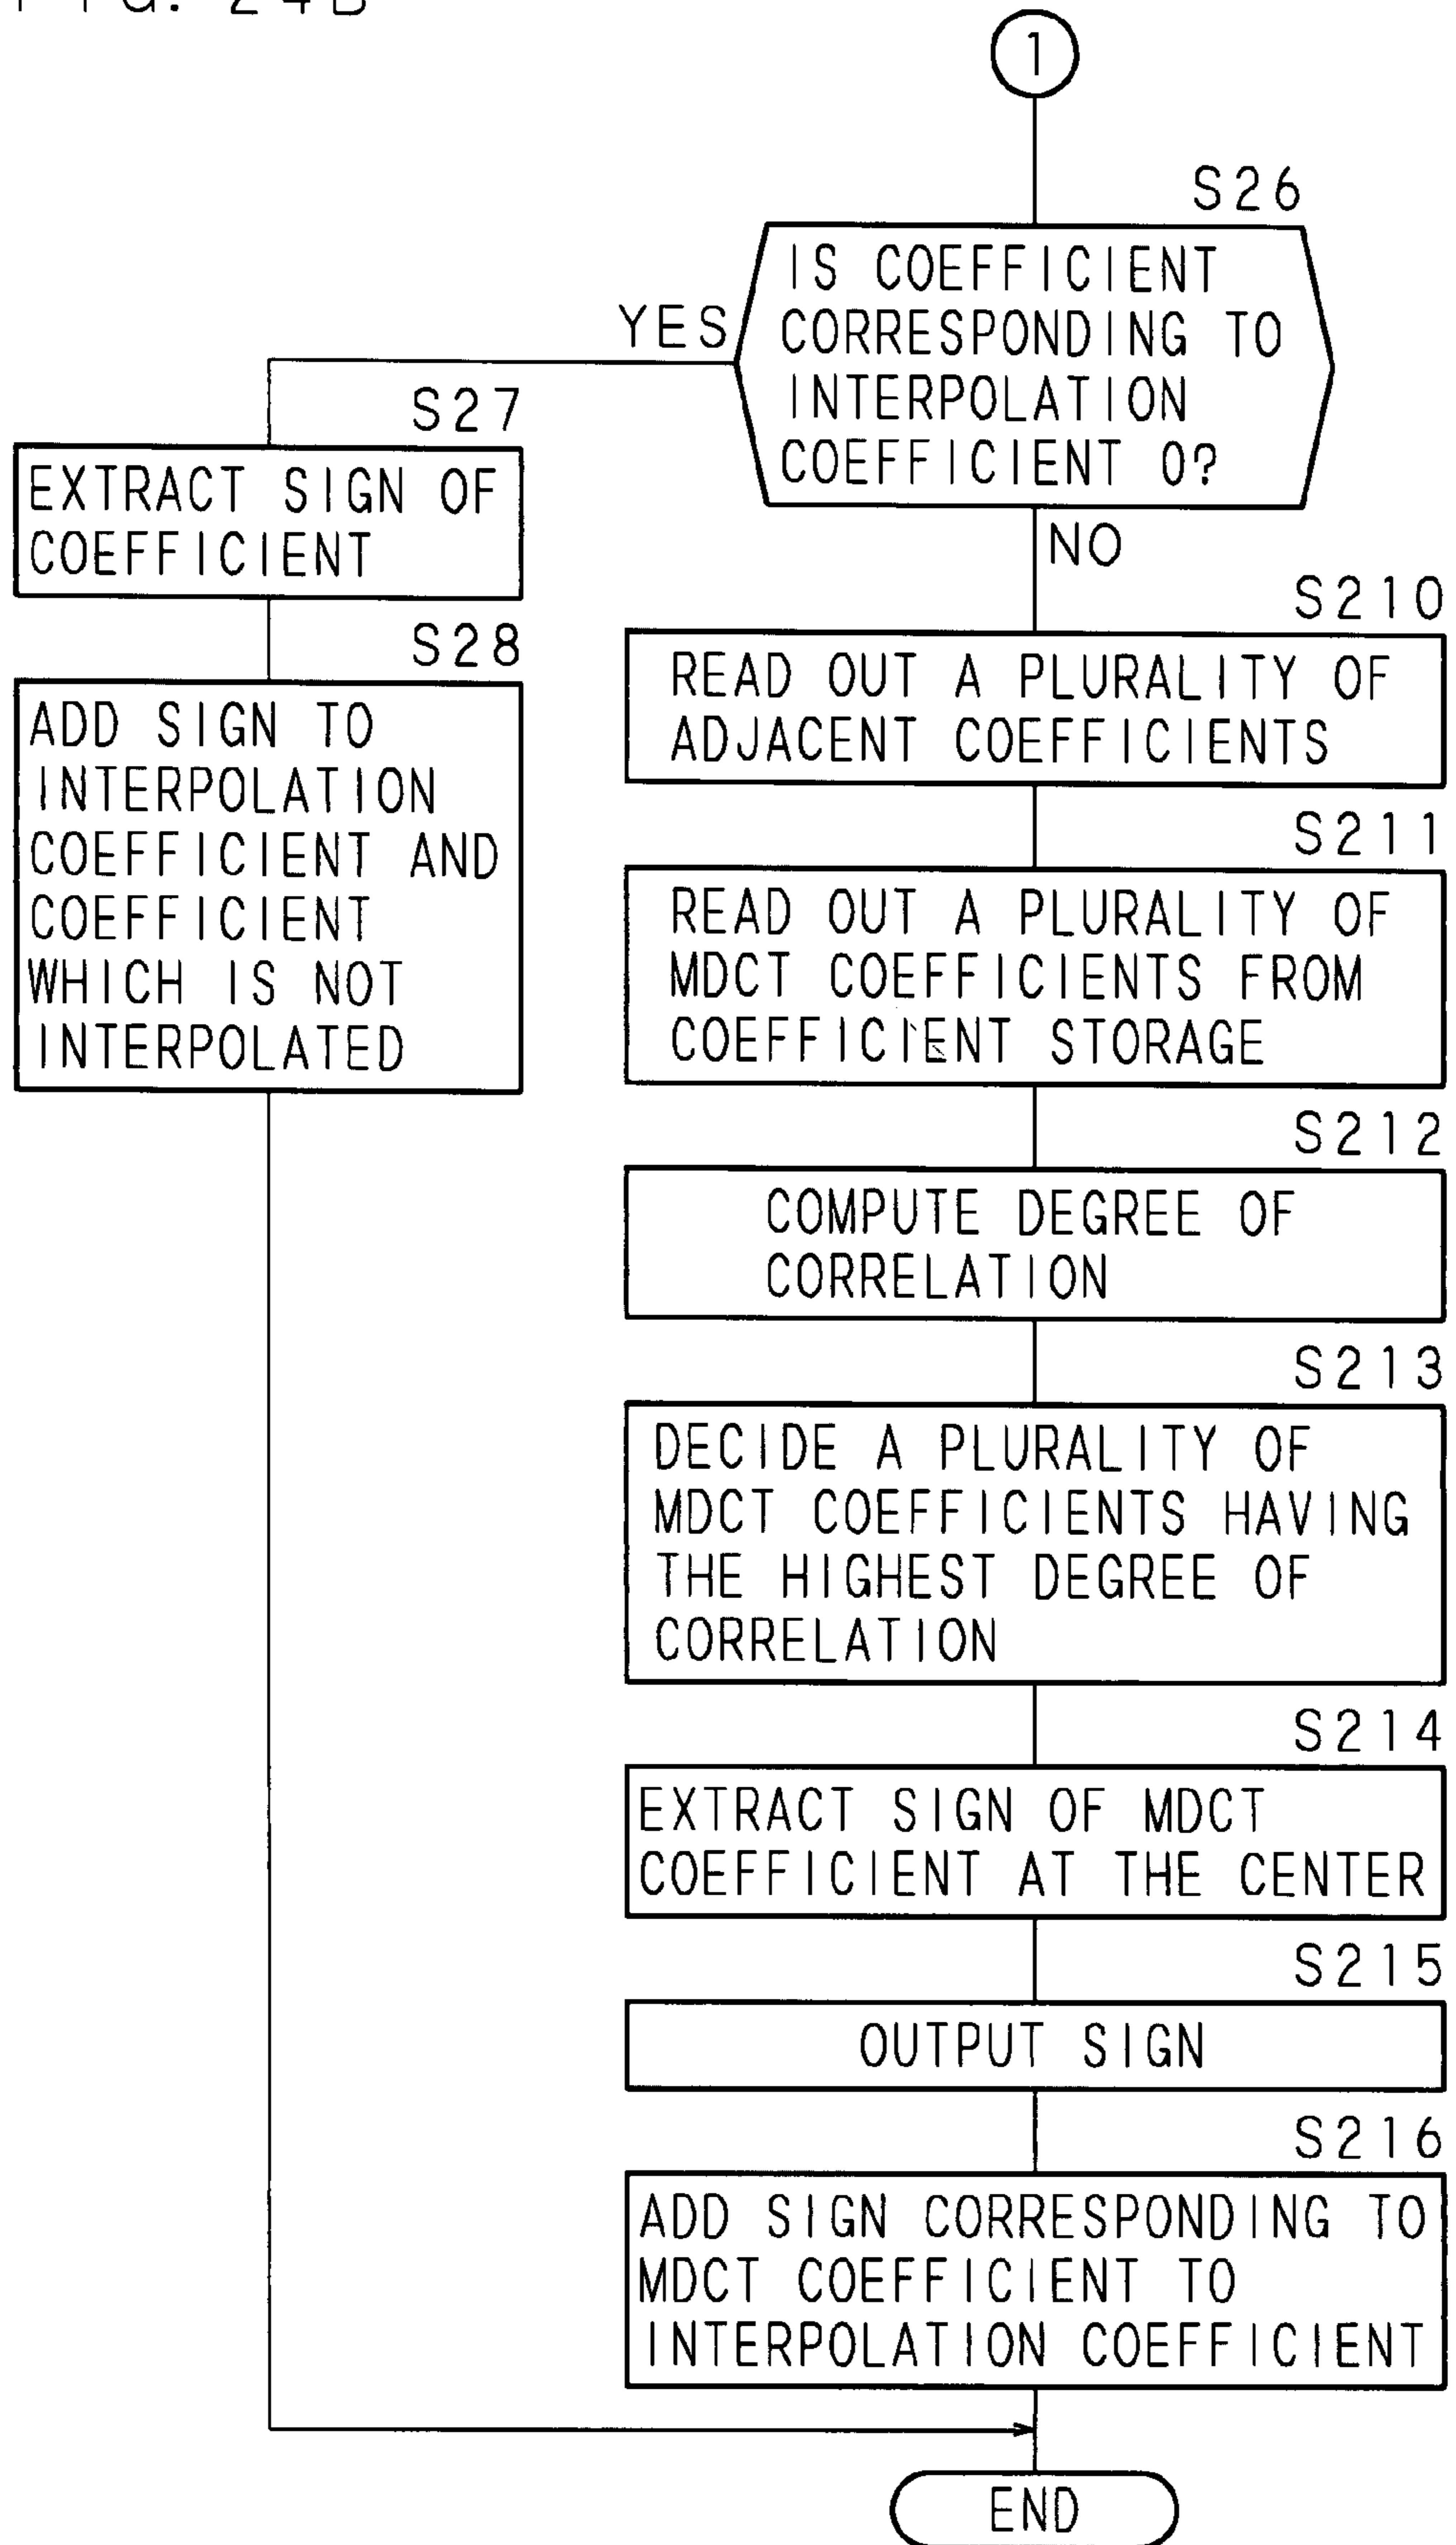 FIG. 24B
1
S26
IS COEFFICIENT
CORRESPONDING TO
INTERPOLATION
COEFFICIENT 0?
YES
NO
S27
EXTRACT SIGN OF
COEFFICIENT
S28
ADD SIGN TO
INTERPOLATION
COEFFICIENT AND
COEFFICIENT
WHICH IS NOT
INTERPOLATED
S210
READ OUT A PLURALITY OF
ADJACENT COEFFICIENTS
S211
READ OUT A PLURALITY OF
MDCT COEFFICIENTS FROM
COEFFICIENT STORAGE
S212
COMPUTE DEGREE OF
CORRELATION
S213
DECIDE A PLURALITY OF
MDCT COEFFICIENTS HAVING
THE HIGHEST DEGREE OF
CORRELATION
S214
EXTRACT SIGN OF MDCT
COEFFICIENT AT THE CENTER
S215
OUTPUT SIGN
S216
ADD SIGN CORRESPONDING TO
MDCT COEFFICIENT TO
INTERPOLATION COEFFICIENT
END